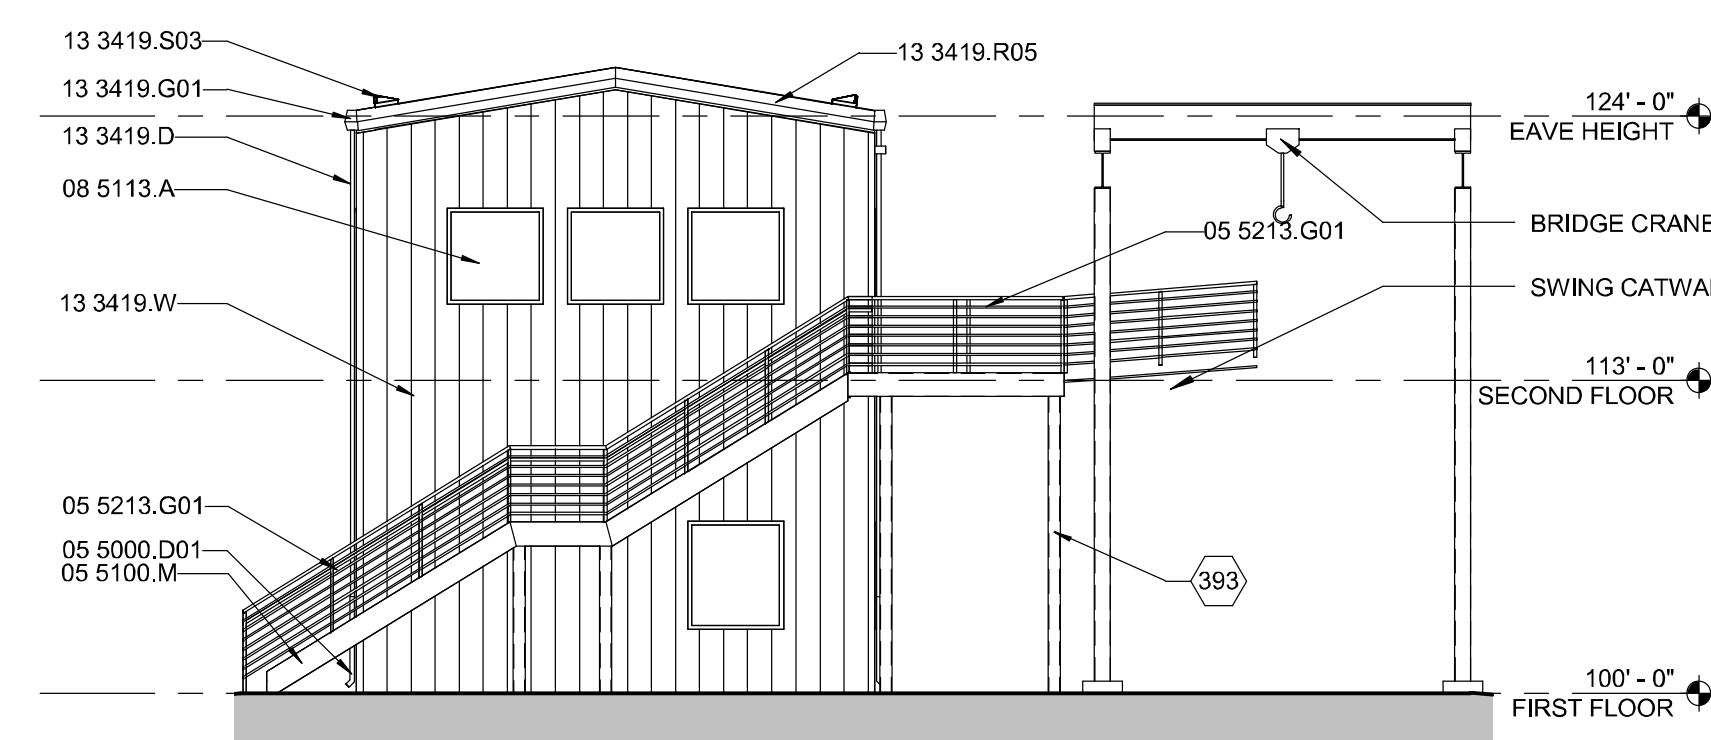 13 3419.S03
13 3419.G01
13 3419.D
08 5113.A
13 3419.W
05 5213.G01
05 5000.D01
05 5100.M
13 3419.R05
05 5213.G01
393
124' - 0"
EAVE HEIGHT
BRIDGE CRANE
SWING
113' - 0"
SECOND FLOOR
100' - 0"
FIRST FLOOR